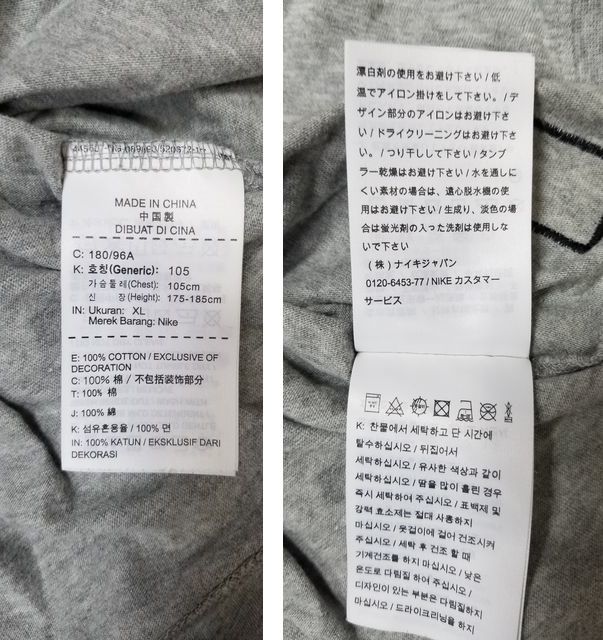 MADE IN CHINA
中国製
DIBUAT DI CINA
C: 180/96A
K: 호칭(Generic): 105
가슴둘레(Chest): 105cm
신 장(Height): 175-185cm
IN: Ukuran: XL
Merek Barang: Nike
E: 100% COTTON / EXCLUSIVE OF
DECORATION
C: 100% 棉 / 不包括装饰部分
T: 100% 棉
J: 100% 綿
K: 섬유혼용율 / 100% 면
IN: 100% KATUN / EKSKLUSIF DARI
DEKORASI
漂白剤の使用をお避け下さい / 低
温でアイロン掛けをして下さい。/ デ
ザイン部分のアイロンはお避け下さ
い / ドライクリーニングはお避け下さ
い。/ つり干しして下さい / タンブ
ラー乾燥はお避け下さい / 水を通しに
くい素材の場合は、遠心脱水機の使
用はお避け下さい / 生成り、淡色の場
合は蛍光剤の入った洗剤は使用しな
いで下さい
(株) ナイキジャパン
0120-6453-77 / NIKE カスタマー
サービス
K: 찬물에서 세탁하고 단 시간에
탈수하십시오 / 뒤집어서
세탁하십시오 / 유사한 색상과 같이
세탁하십시오 / 땀을 많이 흘린 경우
즉시 세탁하여 주십시오 / 표백제 및
강력 효소제는 절대 사용하지
마십시오 / 옷걸이에 걸어 건조시켜
주십시오 / 세탁 후 건조 할 때
기계건조를 하지 마십시오 / 낮은
온도로 다림질 하여 주십시오 /
디자인이 있는 부분은 다림질하지
마십시오 / 드라이크리닝을 하지